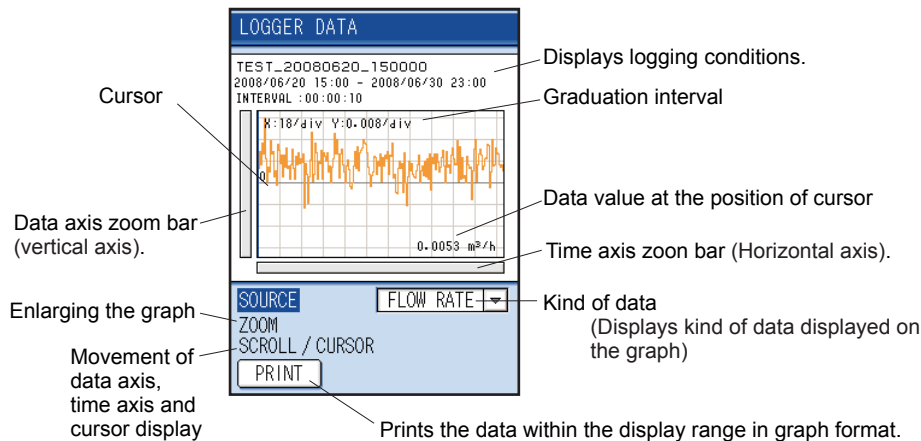 LOGGER DATA
TEST_20080620_150000
2008/06/20 15:00 - 2008/06/30 23:00
INTERVAL :00:00:10
X:18/div Y:0.008/div
0
0.0053 m³/h
SOURCE
FLOW RATE
ZOOM
SCROLL / CURSOR
PRINT
Cursor
Data axis zoom bar
(vertical axis).
Enlarging the graph
Movement of
data axis,
time axis and
cursor display
Displays logging conditions.
Graduation interval
Data value at the position of cursor
Time axis zoon bar (Horizontal axis).
Kind of data
(Displays kind of data displayed on
the graph)
Prints the data within the display range in graph format.